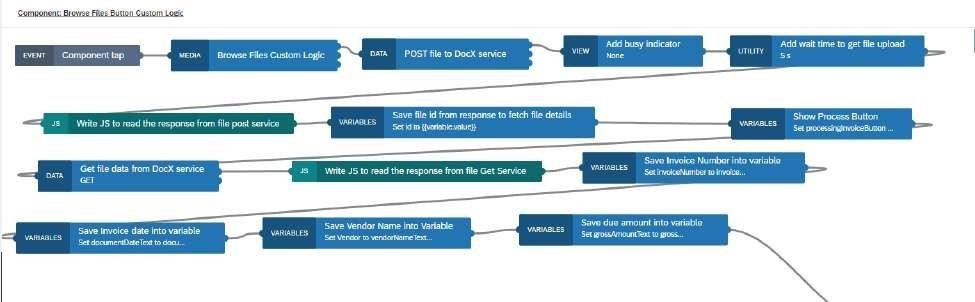 Component: Browse Files Button Custom Logic
EVENT Component tap
MEDIA Browse Files Custom Logic
DATA POST file to DocX service
VIEW Add busy indicator
None
UTILITY Add wait time to get file upload
5 s
JS Write JS to read the response from file post service
VARIABLES Save file id from response to fetch file details
Set id to {{variable.value}}
VARIABLES Show Process Button
Set processingInvoiceButton ...
DATA Get file data from DocX service
GET
JS Write JS to read the response from file Get Service
VARIABLES Save Invoice Number into variable
Set invoiceNumber to invoice...
VARIABLES Save Invoice date into variable
Set documentDateText to docu...
VARIABLES Save Vendor Name into Variable
Set Vendor to vendorNameText...
VARIABLES Save due amount into variable
Set grossAmountText to gross...